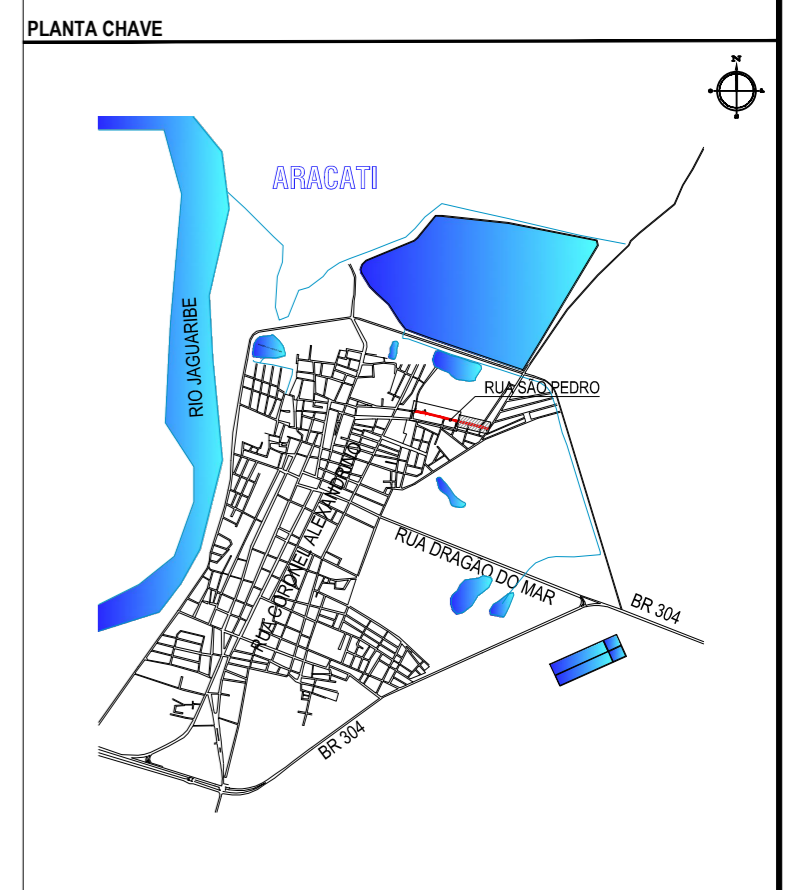 PLANTA CHAVE
N
ARACATI
RIO JAGUARIBE
RUA SÃO PEDRO
RUA CORONEL ALEXANDRINO
RUA DRAGÃO DO MAR
BR 304
BR 304